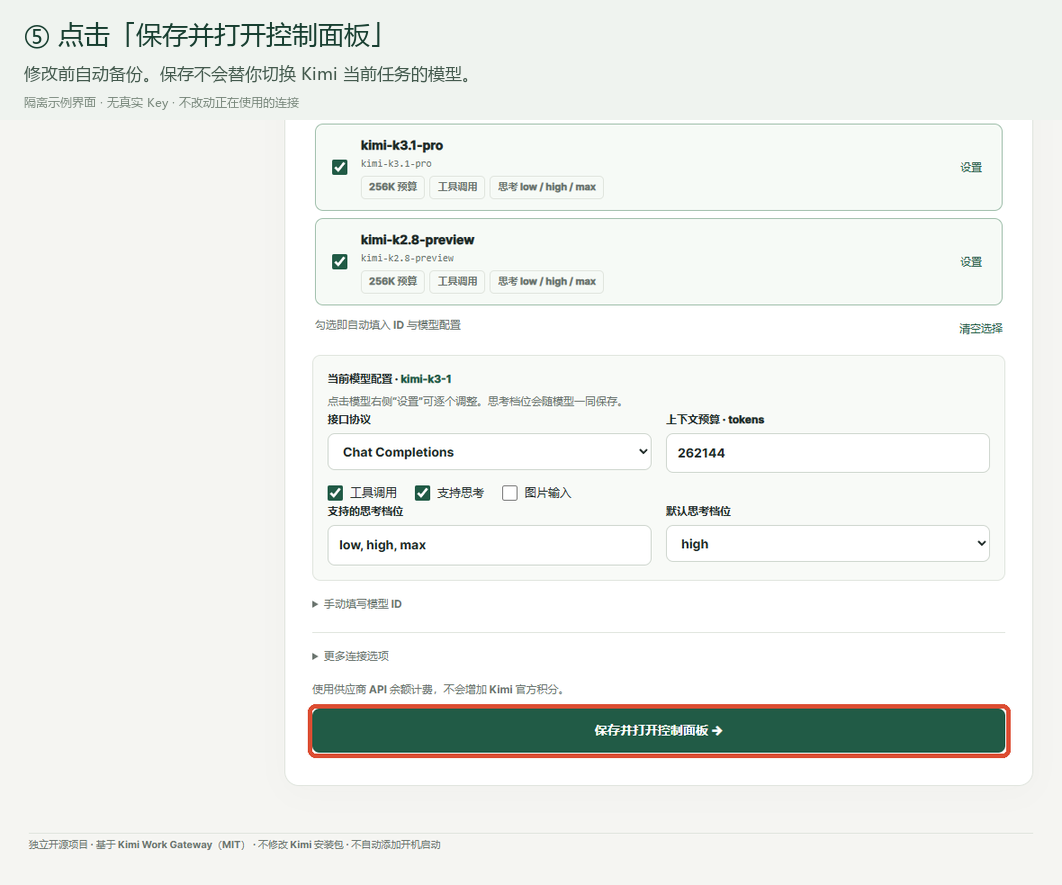 ⑤ 点击「保存并打开控制面板」
修改前自动备份。保存不会替你切换 Kimi 当前任务的模型。
隔离示例界面 · 无真实 Key · 不改动正在使用的连接
kimi-k3.1-pro
kimi-k3.1-pro
设置
256K 预算 工具调用 思考 low / high / max
kimi-k2.8-preview
kimi-k2.8-preview
设置
256K 预算 工具调用 思考 low / high / max
勾选即自动填入 ID 与模型配置 清空选择
当前模型配置 · kimi-k3-1
点击模型右侧“设置”可逐个调整。思考档位会随模型一同保存。
接口协议 上下文预算 · tokens
Chat Completions 262144
工具调用 支持思考 图片输入
支持的思考档位 默认思考档位
low, high, max high
▶ 手动填写模型 ID
▶ 更多连接选项
使用供应商 API 余额计费，不会增加 Kimi 官方积分。
保存并打开控制面板 →
独立开源项目 · 基于 Kimi Work Gateway（MIT） · 不修改 Kimi 安装包 · 不自动添加开机启动